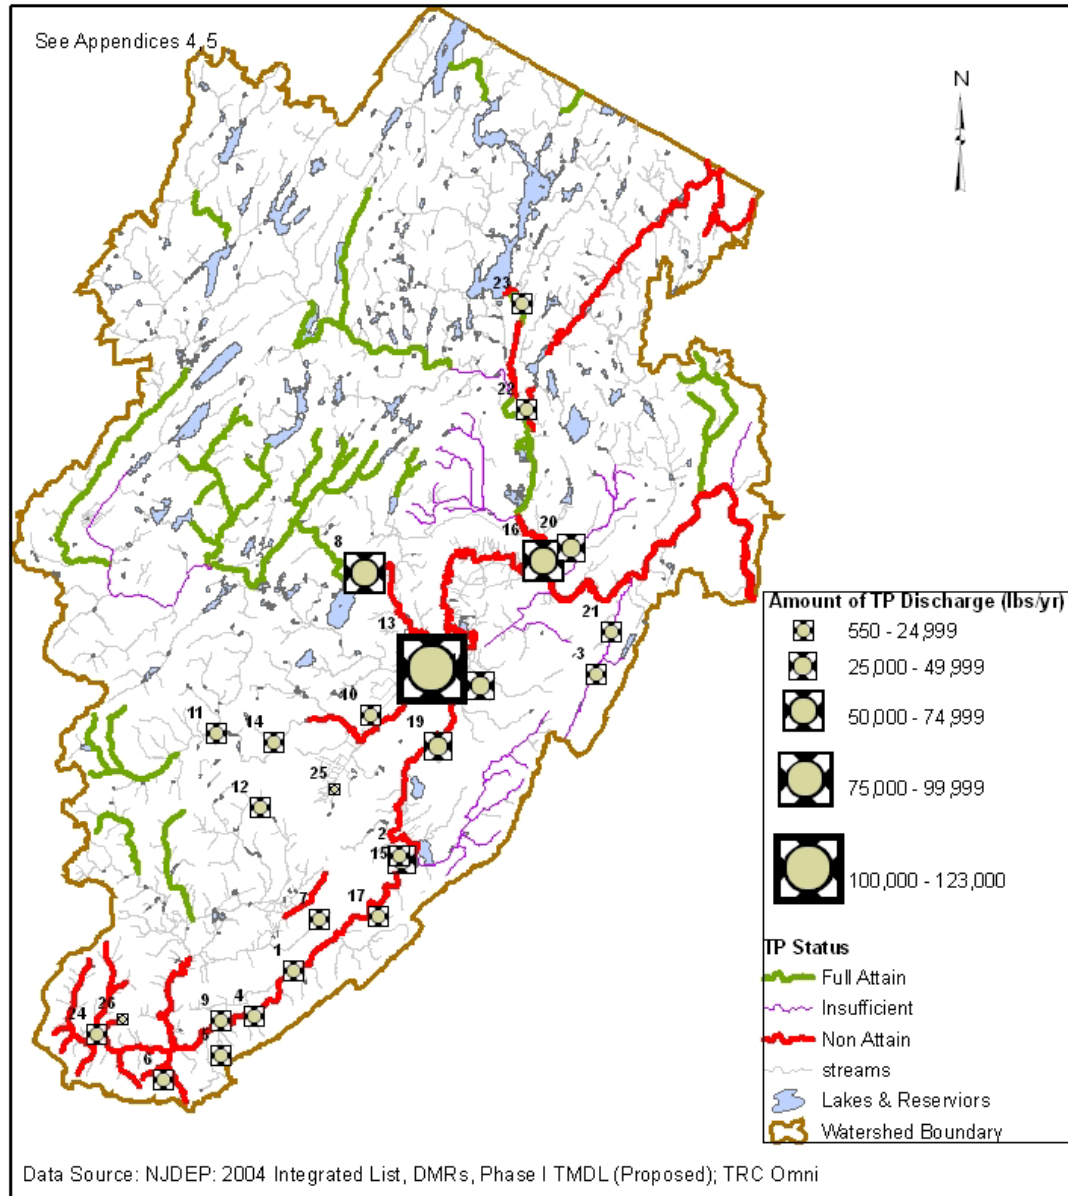 See Appendices 4,5
N
23
22
16
20
8
13
21
3
10
11
14
19
25
12
2
15
7
17
1
9
4
26
24
5
6
Amount of TP Discharge (lbs/yr)
550 - 24,999
25,000 - 49,999
50,000 - 74,999
75,000 - 99,999
100,000 - 123,000
TP Status
Full Attain
Insufficient
Non Attain
streams
Lakes & Reserviors
Watershed Boundary
Data Source: NJDEP: 2004 Integrated List, DMRs, Phase I TMDL (Proposed); TRC Omni